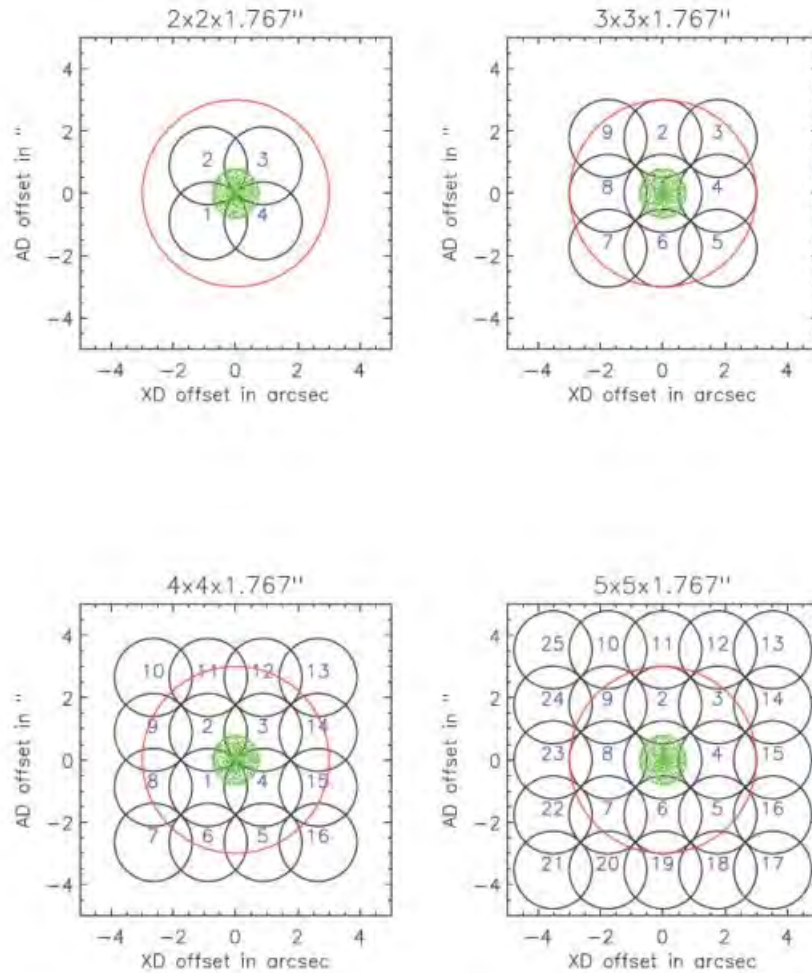 2x2x1.767"
3x3x1.767"
AD offset in "
4
2
0
−2
−4
2 3
1 4
−4 −2 0 2 4
XD offset in arcsec
AD offset in "
4
2
0
−2
−4
9 2 3
8 4
7 6 5
−4 −2 0 2 4
XD offset in arcsec
4x4x1.767"
5x5x1.767"
AD offset in "
4
2
0
−2
−4
10 11 12 13
9 2 3 14
8 1 4 15
7 6 5 16
−4 −2 0 2 4
XD offset in arcsec
AD offset in "
4
2
0
−2
−4
25 10 11 12 13
24 9 2 3 14
23 8 4 15
22 7 6 5 16
21 20 19 18 17
−4 −2 0 2 4
XD offset in arcsec